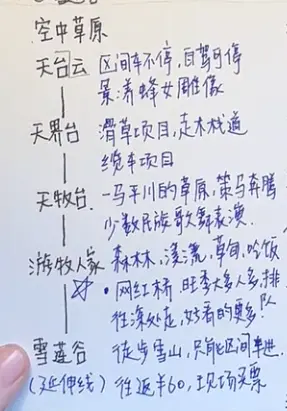 空中草原
天台云 区间车不停，自驾可停
景:养蜂女雕像
天界台 滑草项目，走木栈道
缆车项目
天牧台 一马平川的草原，策马奔腾
少数民族歌舞表演
游牧人家 森林，溪流，草甸，吃饭
☆ •网红桥 旺季太多人多，排队
往深处走，好看的更多！
雪莲谷 徒步雪山，只能区间车进
(延伸线) 往返¥60，现场买票